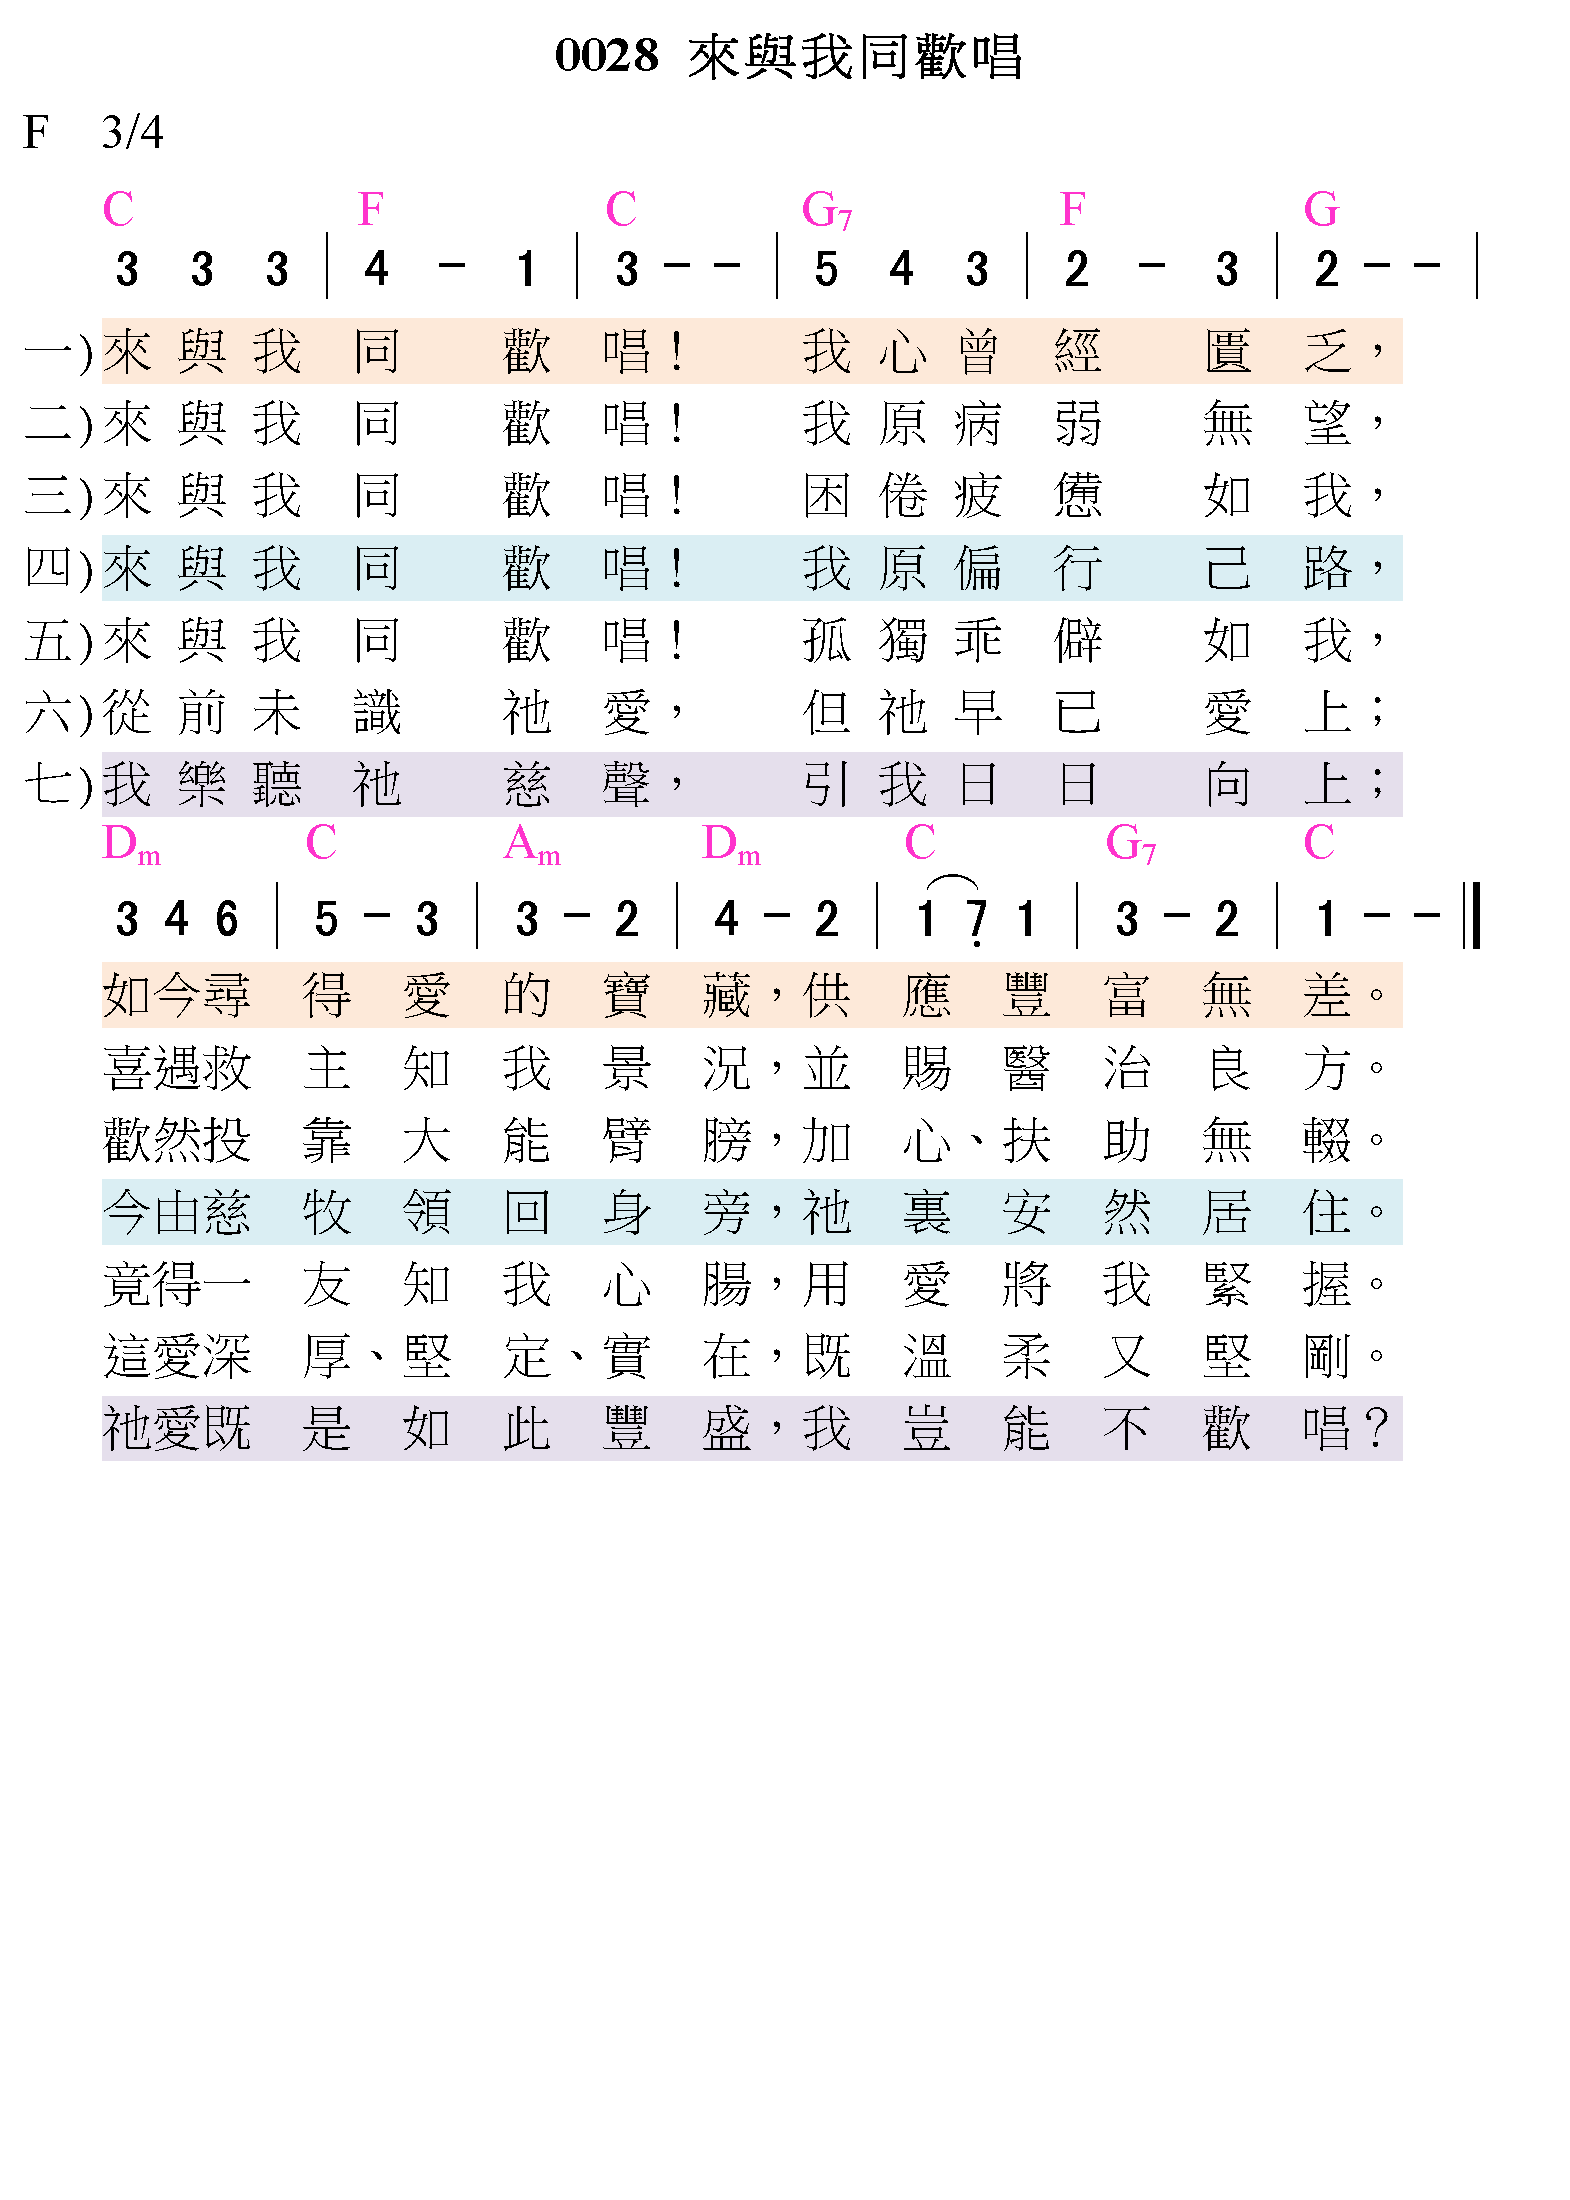 0028 來與我同歡唱
F 3/4
C F C G7 F G
3 3 3 | 4 - 1 | 3 - - | 5 4 3 | 2 - 3 | 2 - - |
一)來與我同歡唱!我心曾經匱乏,
二)來與我同歡唱!我原病弱無望,
三)來與我同歡唱!困倦疲憊如我,
四)來與我同歡唱!我原偏行己路,
五)來與我同歡唱!孤獨乖僻如我,
六)從前未識祂愛,但祂早已愛上;
七)我樂聽祂慈聲,引我日日向上;
Dm C Am Dm C G7 C
3 4 6 | 5 - 3 | 3 - 2 | 4 - 2 | 1 7̣ 1 | 3 - 2 | 1 - - ‖
如今尋得愛的寶藏,供應豐富無差。
喜遇救主知我景況,並賜醫治良方。
歡然投靠大能臂膀,加心、扶助無輟。
今由慈牧領回身旁,祂裏安然居住。
竟得一友知我心腸,用愛將我緊握。
這愛深厚、堅定、實在,既溫柔又堅剛。
祂愛既是如此豐盛,我豈能不歡唱?